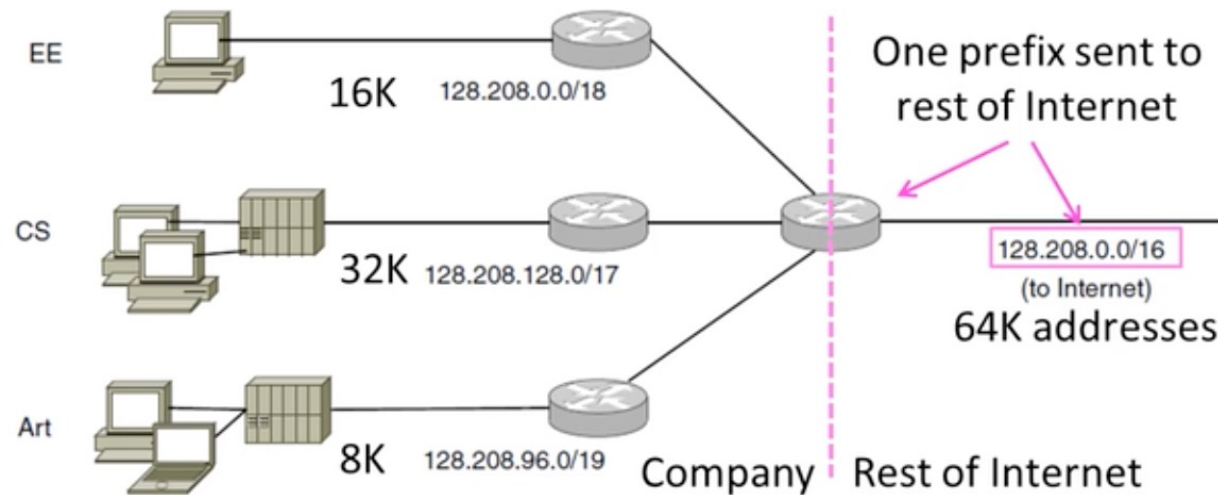 EE
16K 128.208.0.0/18
One prefix sent to
rest of Internet
CS
32K 128.208.128.0/17
128.208.0.0/16
(to Internet)
64K addresses
Art
8K 128.208.96.0/19
Company Rest of Internet